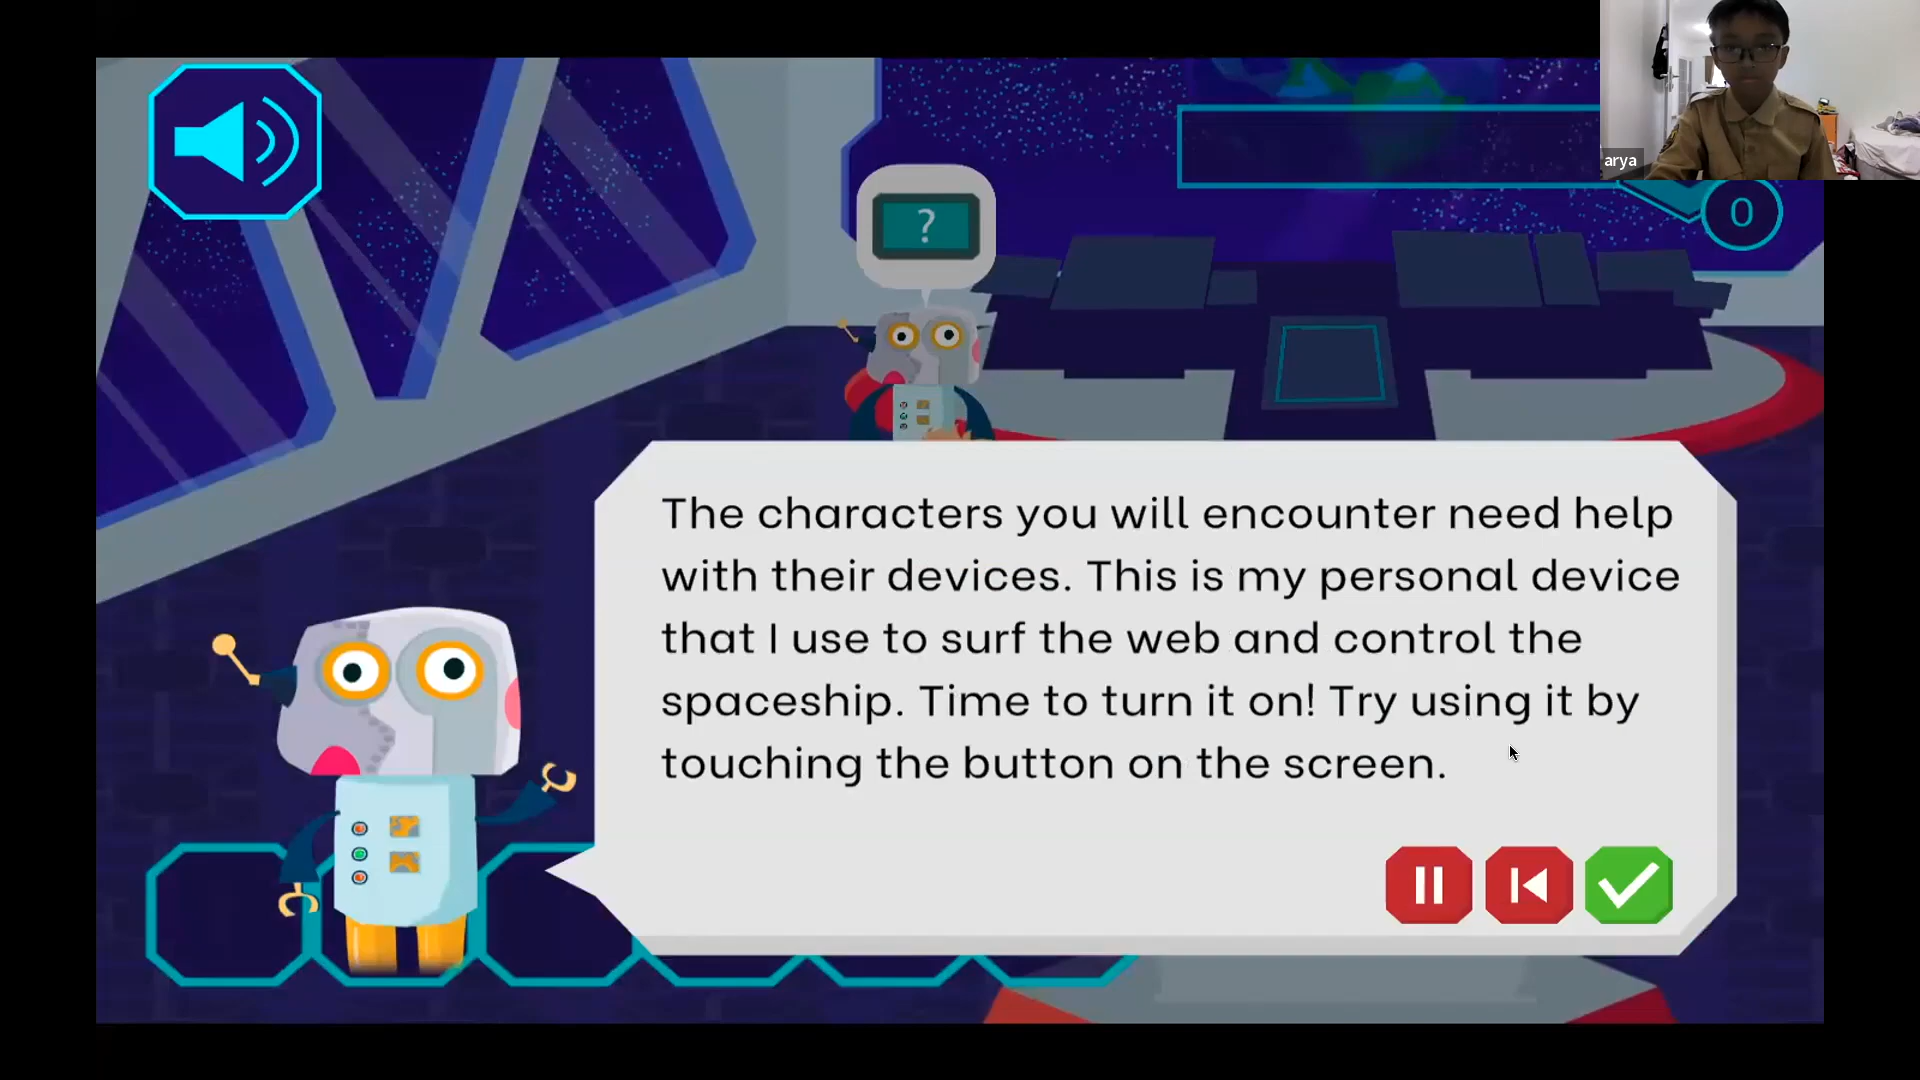 arya
0
?
The characters you will encounter need help
with their devices. This is my personal device
that I use to surf the web and control the
spaceship. Time to turn it on! Try using it by
touching the button on the screen.